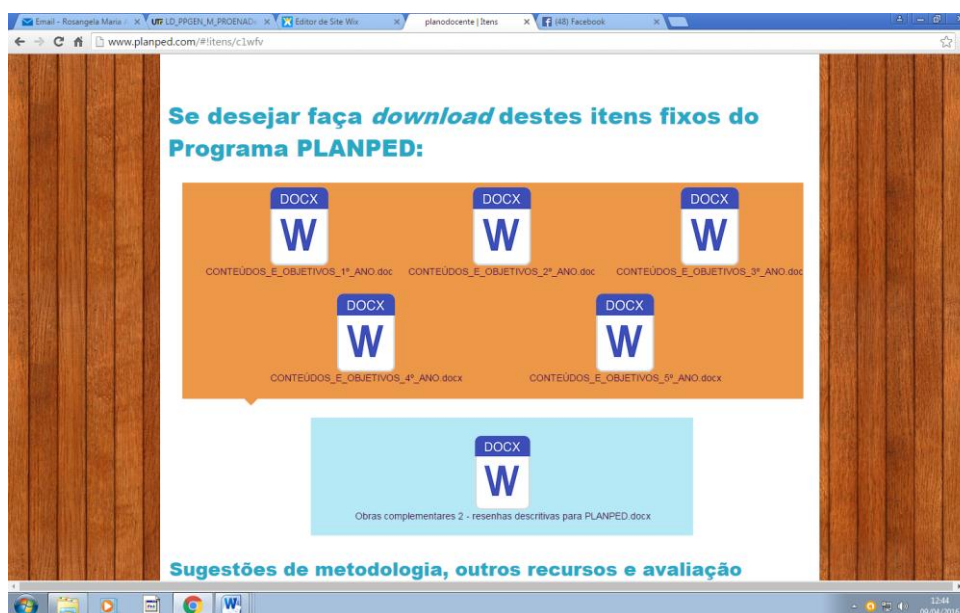 Email - Rosangela Maria
LD_PPGEN_M_PROENAD
Editor de Site Wix
planodocente | Itens
(48) Facebook
www.planped.com/#!itens/c1wfv
Se desejar faça download destes itens fixos do
Programa PLANPED:
DOCX DOCX DOCX
W W W
CONTEÚDOS_E_OBJETIVOS_1º_ANO.doc CONTEÚDOS_E_OBJETIVOS_2º_ANO.doc CONTEÚDOS_E_OBJETIVOS_3º_ANO.doc
DOCX DOCX
W W
CONTEÚDOS_E_OBJETIVOS_4º_ANO.docx CONTEÚDOS_E_OBJETIVOS_5º_ANO.docx
DOCX
W
Obras complementares 2 - resenhas descritivas para PLANPED.docx
Sugestões de metodologia, outros recursos e avaliação
12:44
09/04/2016